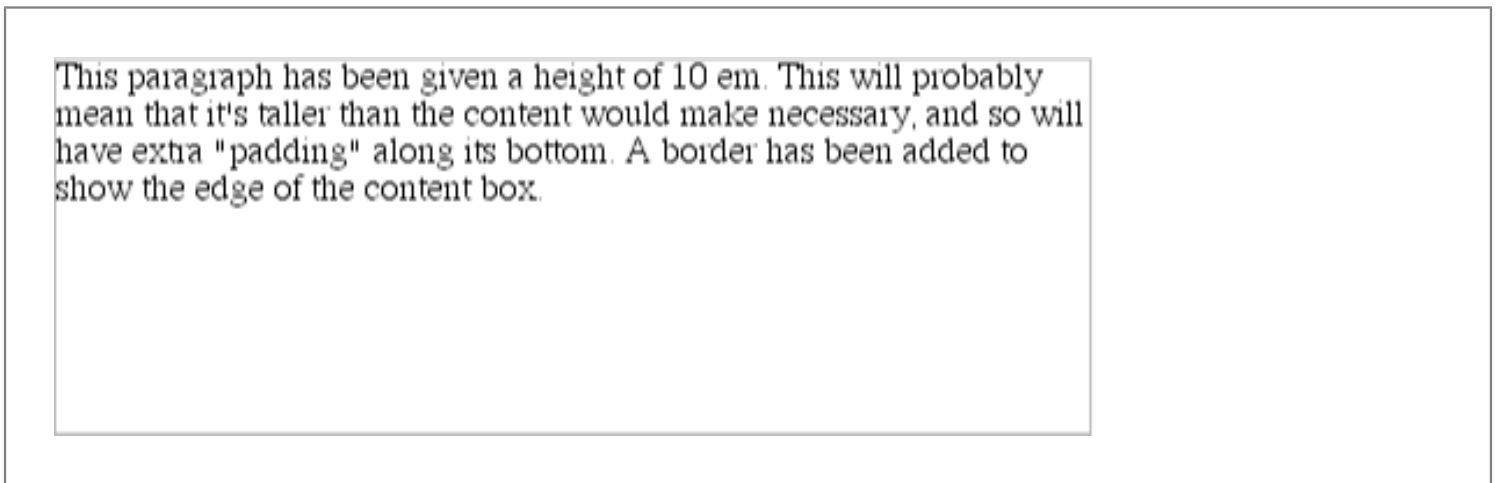 This paragraph has been given a height of 10 em. This will probably
mean that it's taller than the content would make necessary, and so will
have extra "padding" along its bottom. A border has been added to
show the edge of the content box.